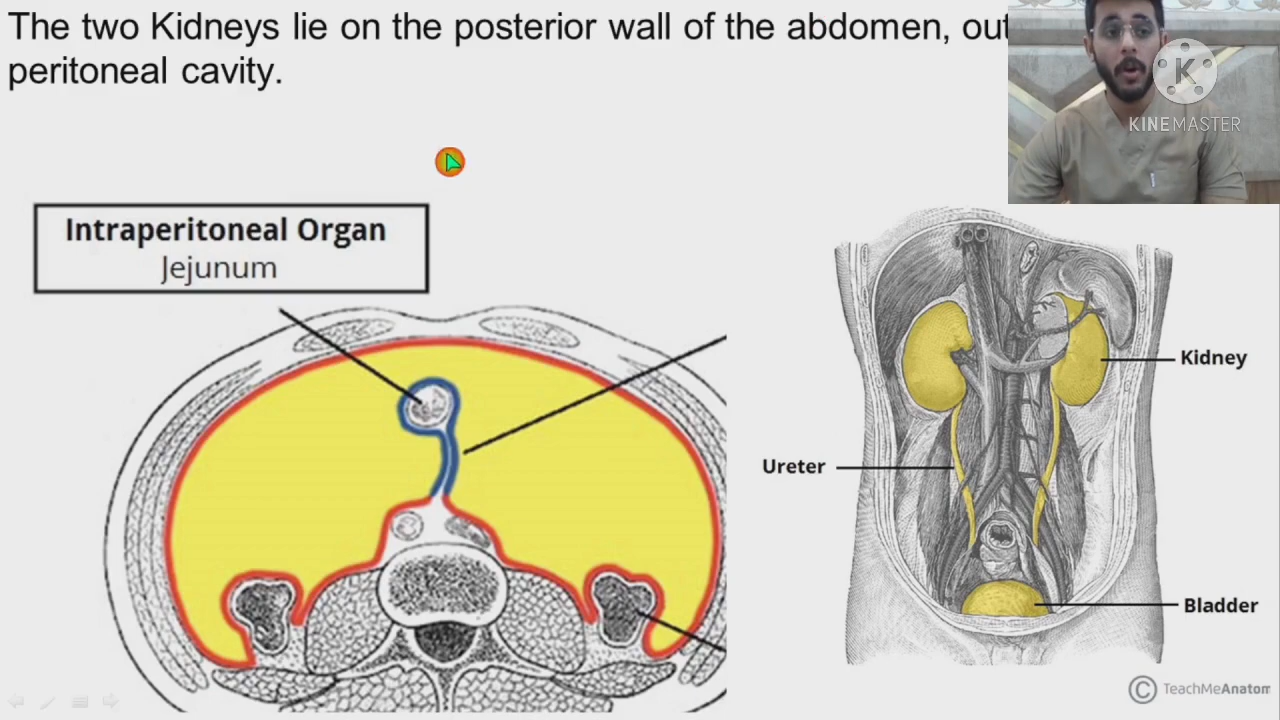 The two Kidneys lie on the posterior wall of the abdomen, out
peritoneal cavity.
K
KINEMASTER
Intraperitoneal Organ
Jejunum
Kidney
Ureter
Bladder
© TeachMeAnatom